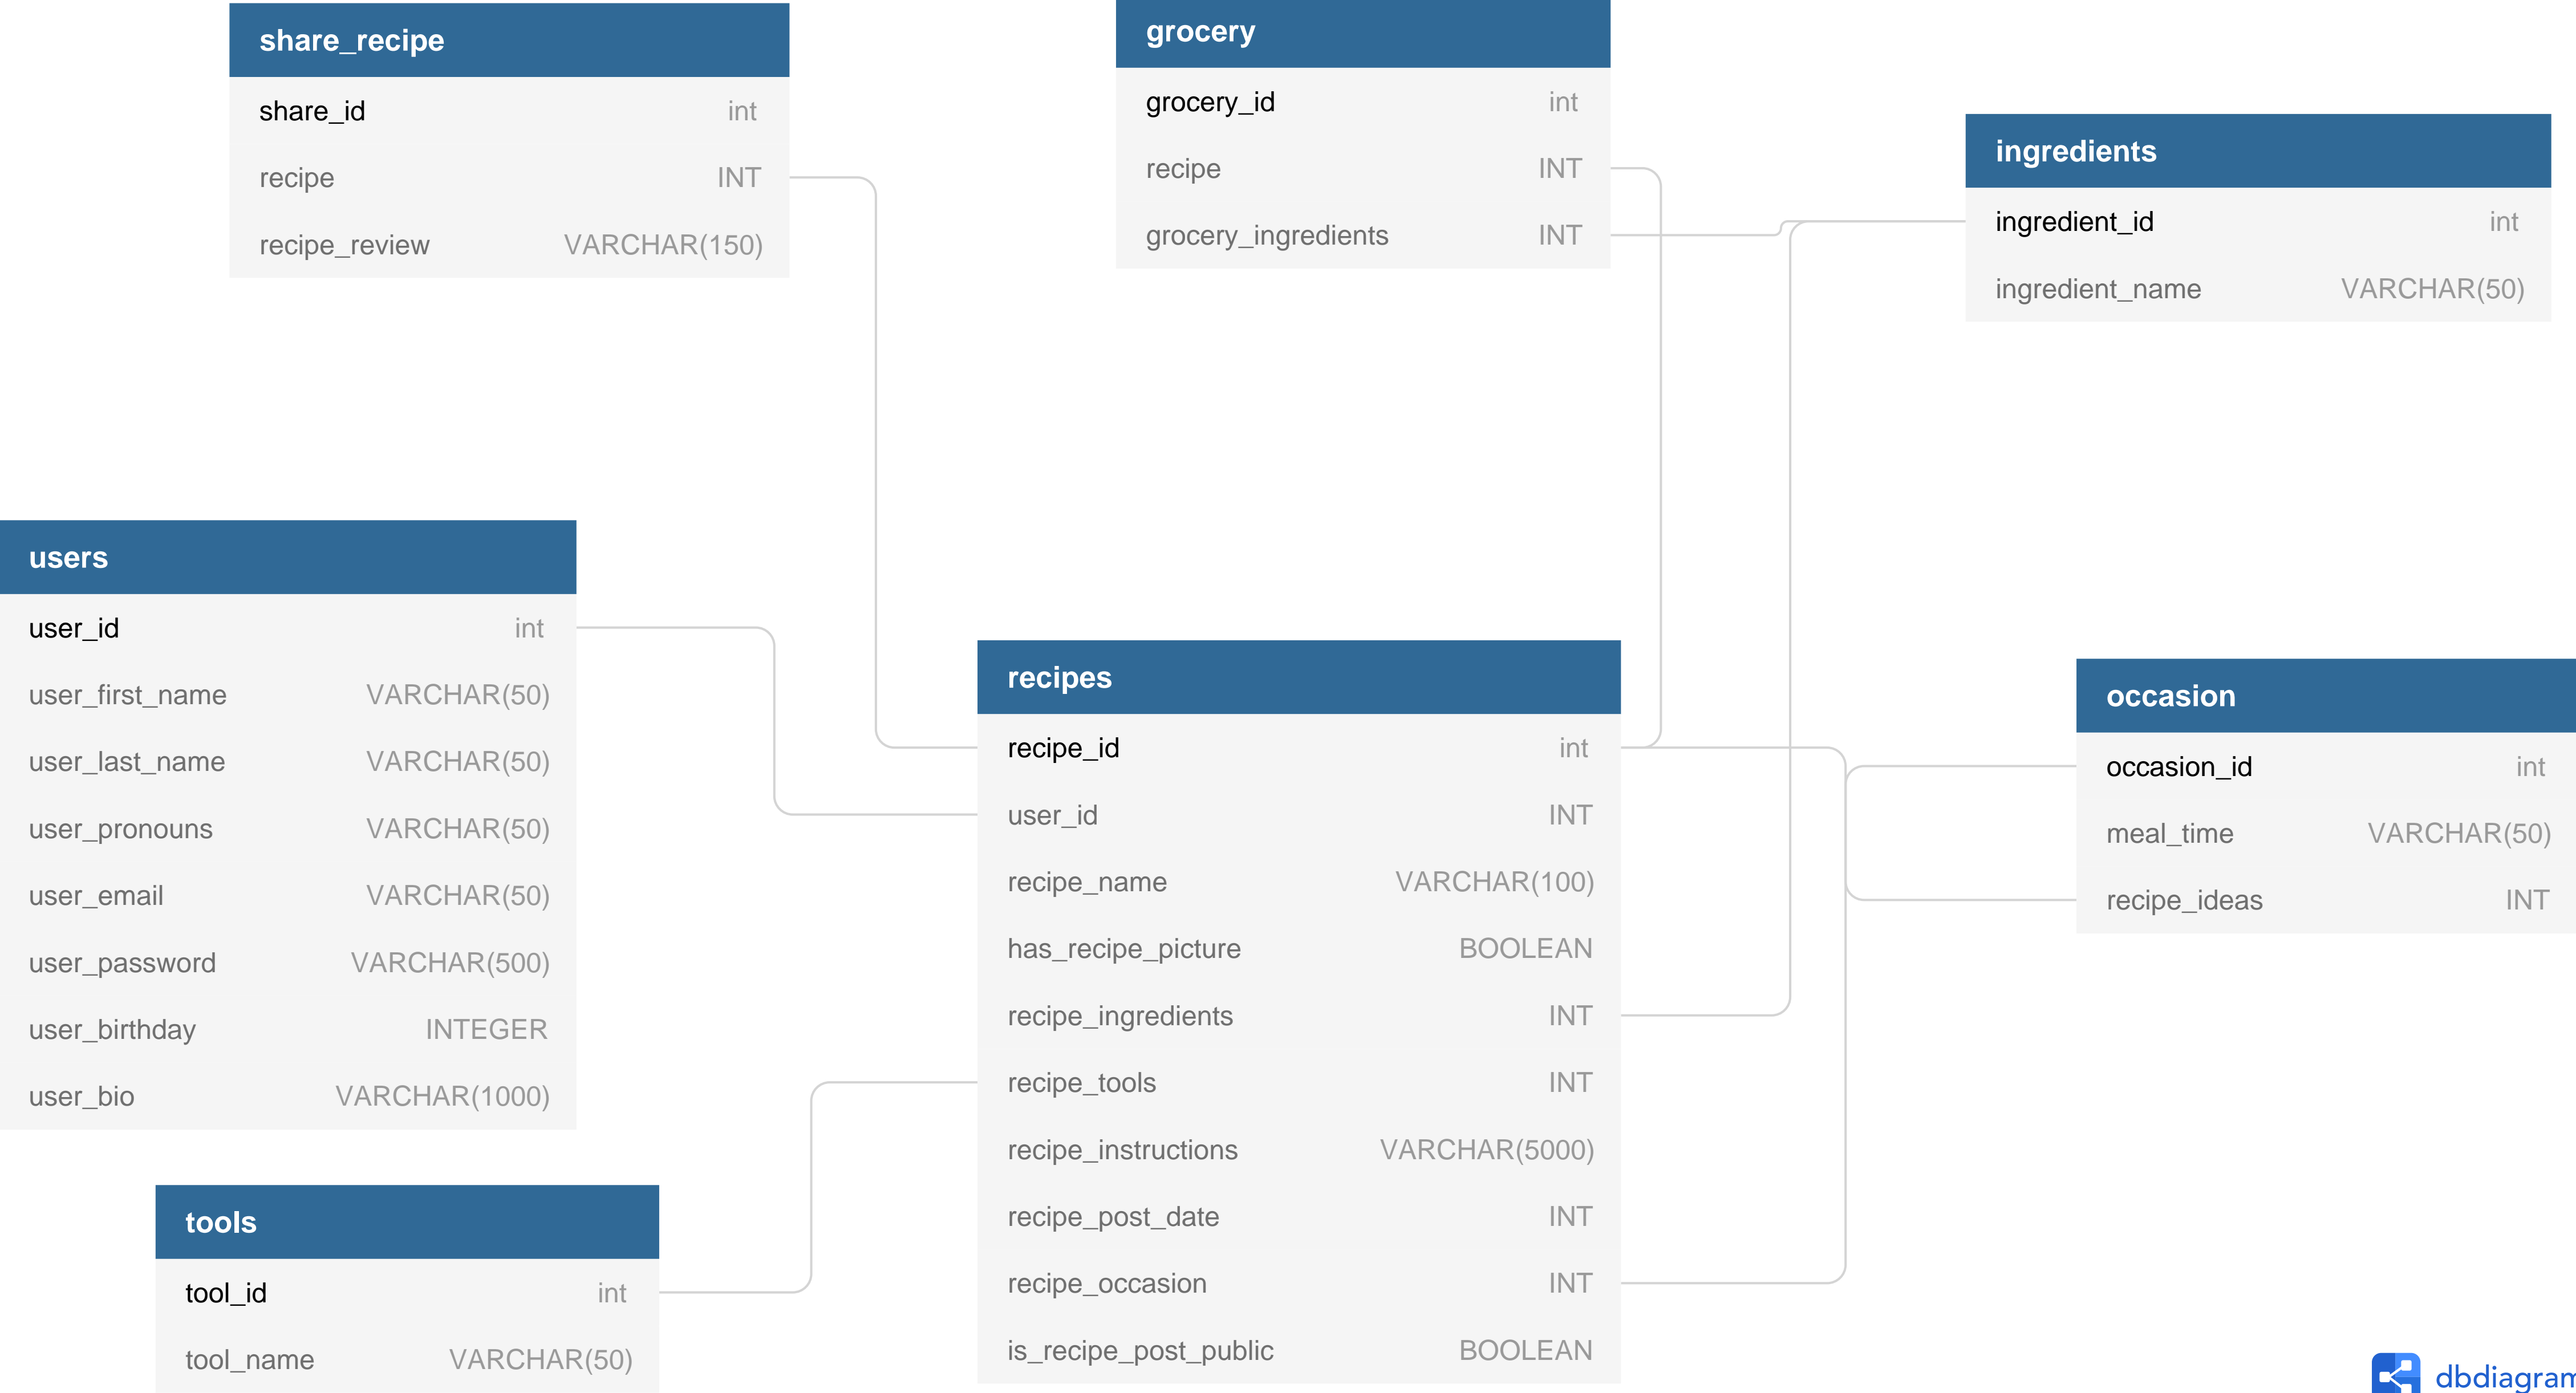 share_recipe
share_id int
recipe INT
recipe_review VARCHAR(150)
grocery
grocery_id int
recipe INT
grocery_ingredients INT
ingredients
ingredient_id int
ingredient_name VARCHAR(50)
users
user_id int
user_first_name VARCHAR(50)
user_last_name VARCHAR(50)
user_pronouns VARCHAR(50)
user_email VARCHAR(50)
user_password VARCHAR(500)
user_birthday INTEGER
user_bio VARCHAR(1000)
recipes
recipe_id int
user_id INT
recipe_name VARCHAR(100)
has_recipe_picture BOOLEAN
recipe_ingredients INT
recipe_tools INT
recipe_instructions VARCHAR(5000)
recipe_post_date INT
recipe_occasion INT
is_recipe_post_public BOOLEAN
occasion
occasion_id int
meal_time VARCHAR(50)
recipe_ideas INT
tools
tool_id int
tool_name VARCHAR(50)
dbdiagram